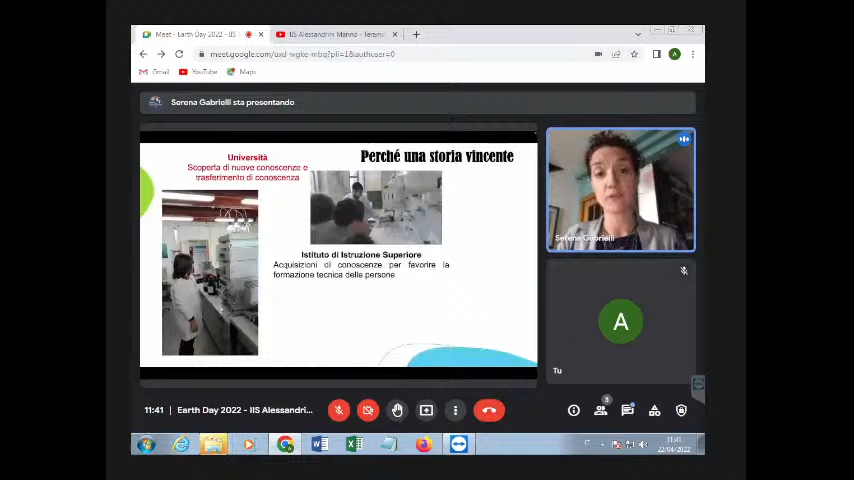 Meet - Earth Day 2022 - IIS
IIS Alessandrini Marino - Teramo
meet.google.com/uxd-wgke-mbq?pli=1&authuser=0
Gmail
YouTube
Maps
Serena Gabrielli sta presentando
Università
Scoperta di nuove conoscenze e
trasferimento di conoscenza
Perché una storia vincente
Istituto di Istruzione Superiore
Acquisizioni di conoscenze per favorire la
formazione tecnica delle persone
Serena Gabrielli
A
Tu
11:41 | Earth Day 2022 - IIS Alessandri...
3
IT
11:41
22/04/2022